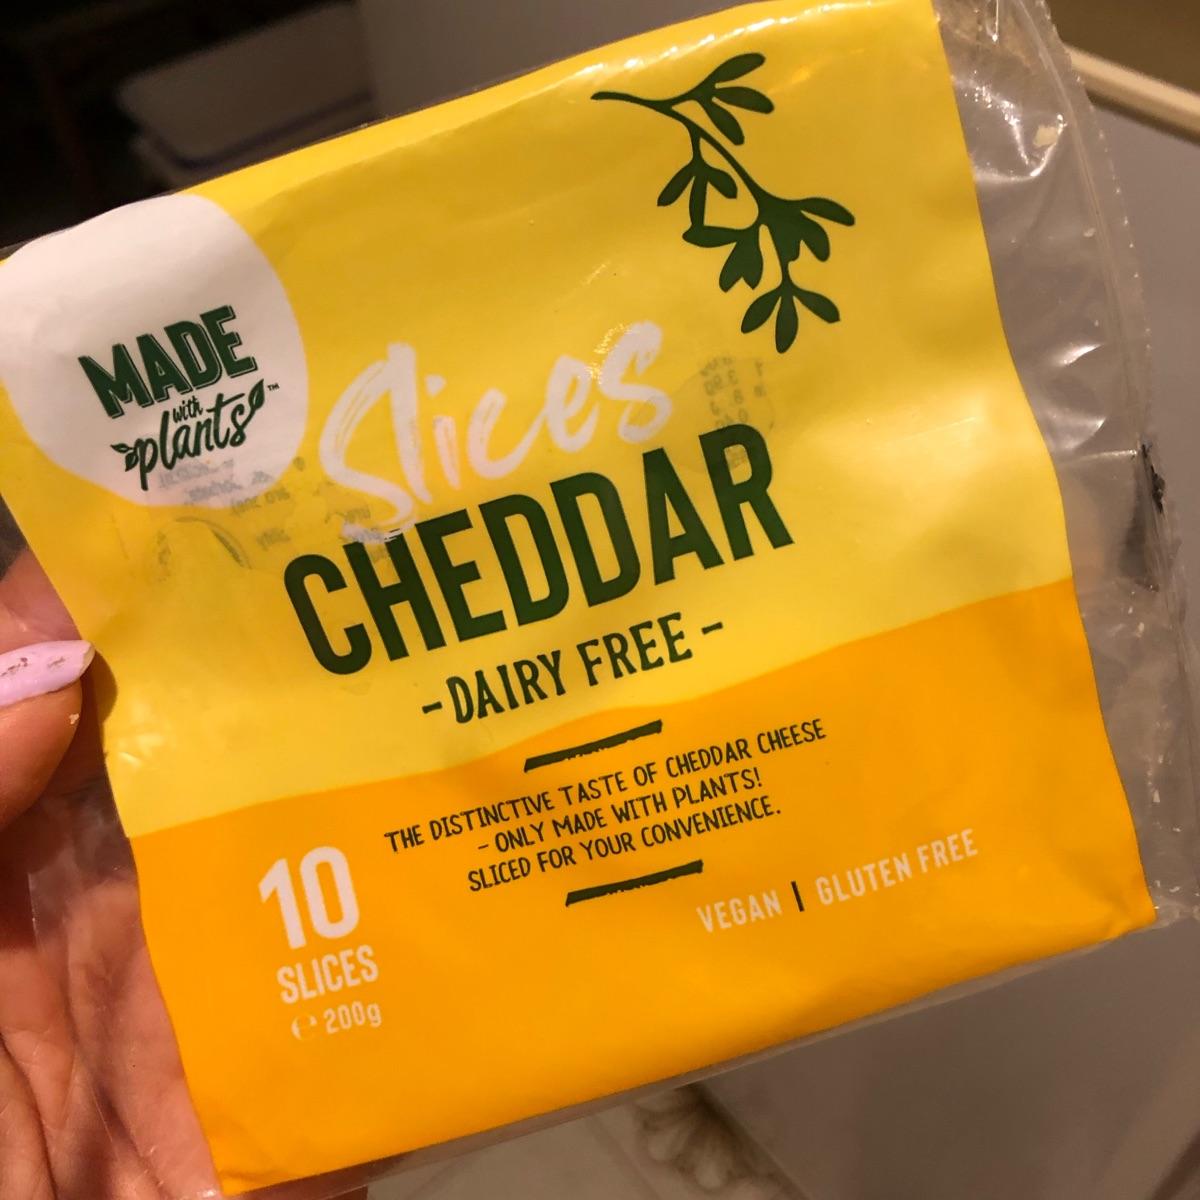 MADE
with
plants™
Slices
CHEDDAR
-DAIRY FREE-
THE DISTINCTIVE TASTE OF CHEDDAR CHEESE
- ONLY MADE WITH PLANTS!
SLICED FOR YOUR CONVENIENCE.
10
SLICES
℮ 200g
VEGAN | GLUTEN FREE